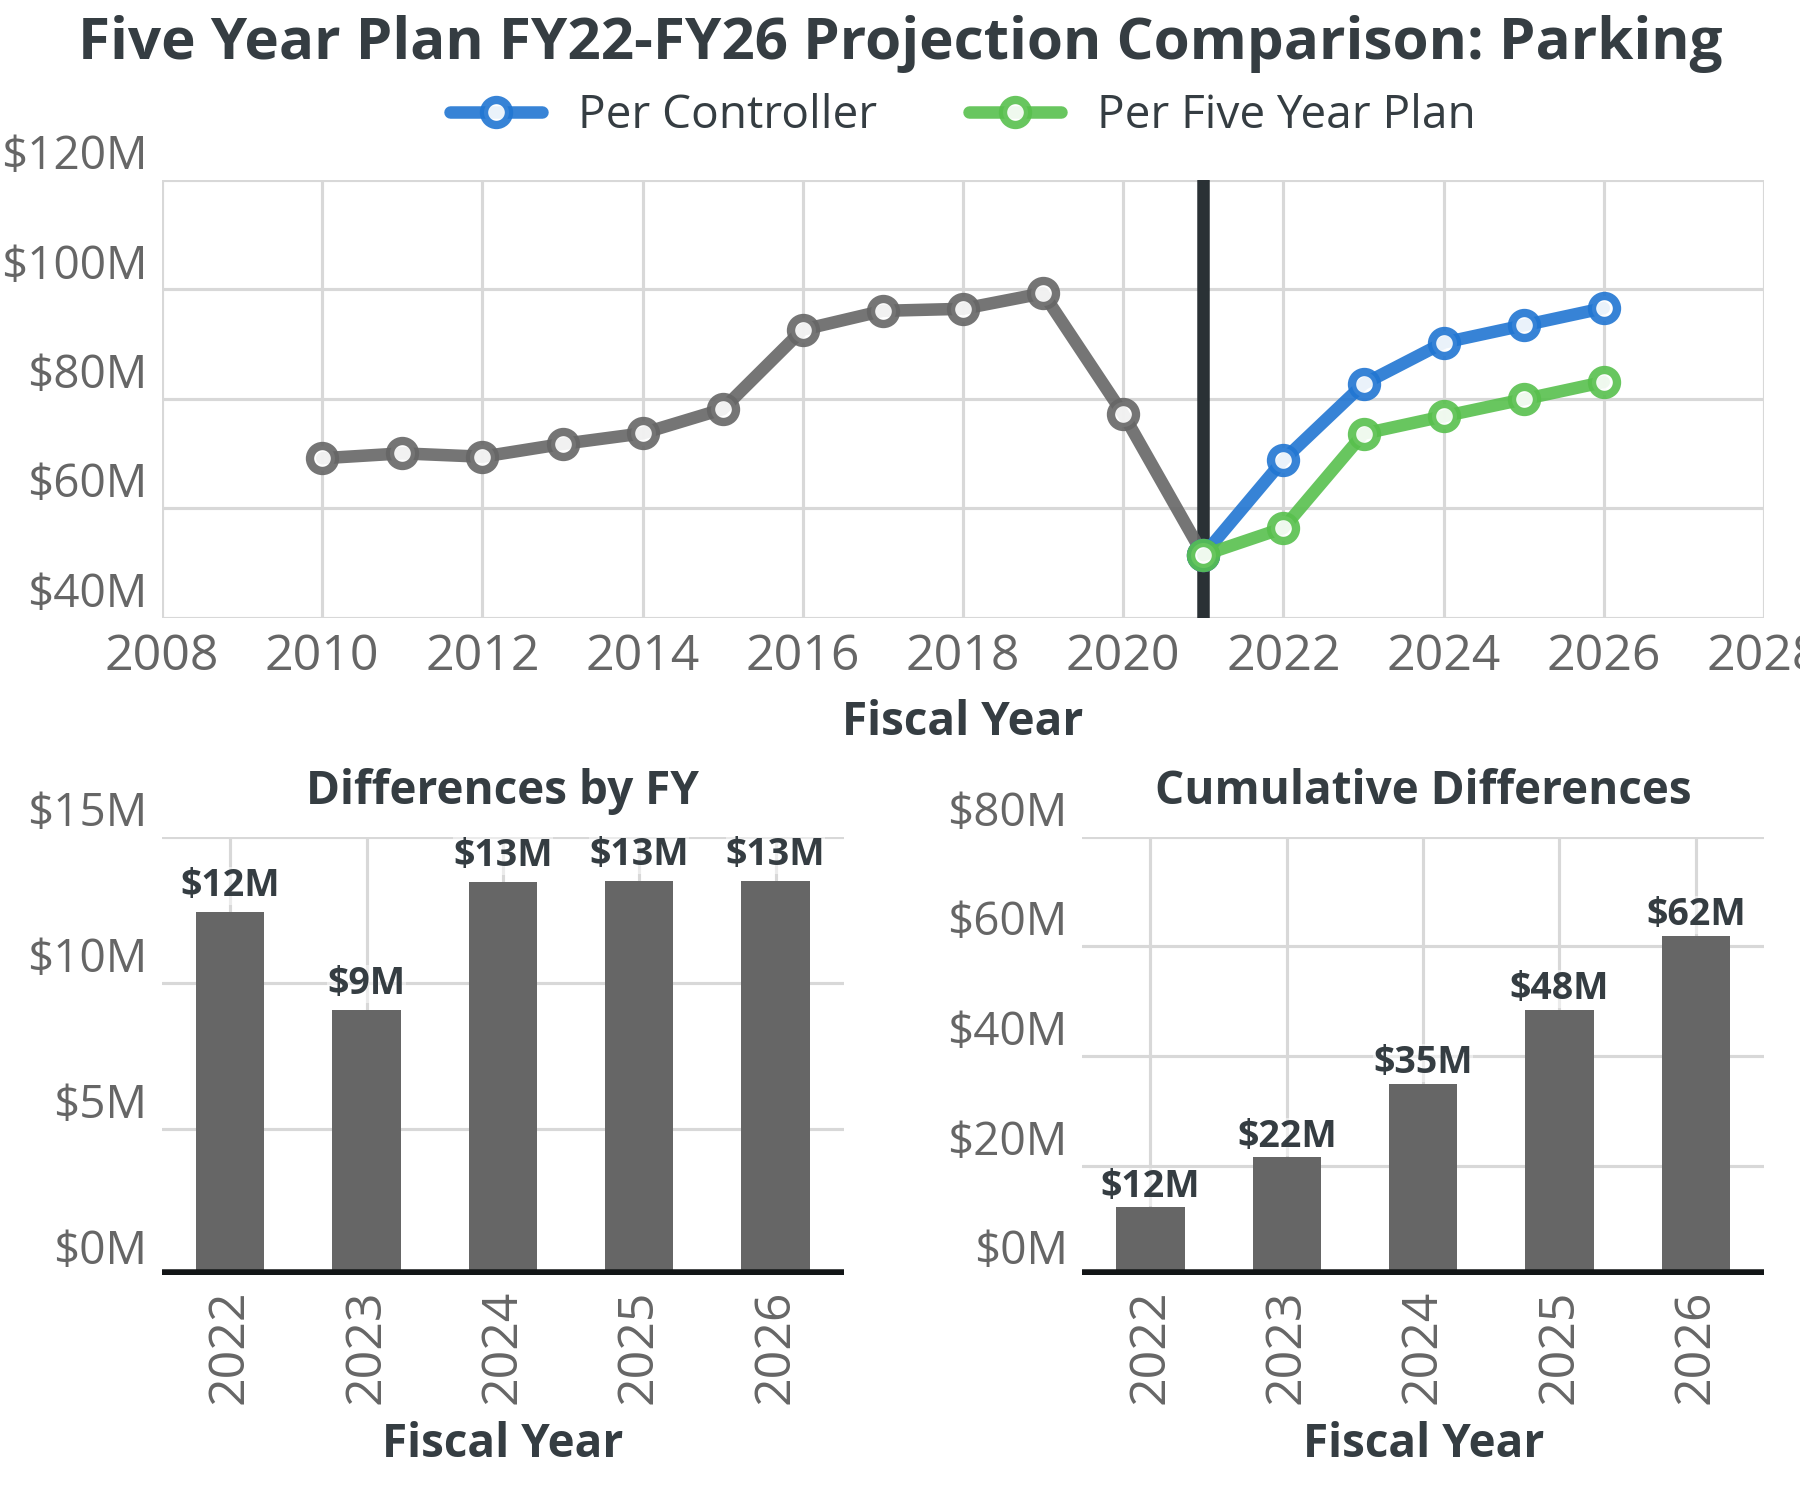 Five Year Plan FY22-FY26 Projection Comparison: Parking
Per Controller Per Five Year Plan
$120M
$100M
$80M
$60M
$40M
2008 2010 2012 2014 2016 2018 2020 2022 2024 2026 2028
Fiscal Year
Differences by FY
$15M
$10M
$5M
$0M
$12M $9M $13M $13M $13M
2022 2023 2024 2025 2026
Fiscal Year
Cumulative Differences
$80M
$60M
$40M
$20M
$0M
$12M $22M $35M $48M $62M
2022 2023 2024 2025 2026
Fiscal Year